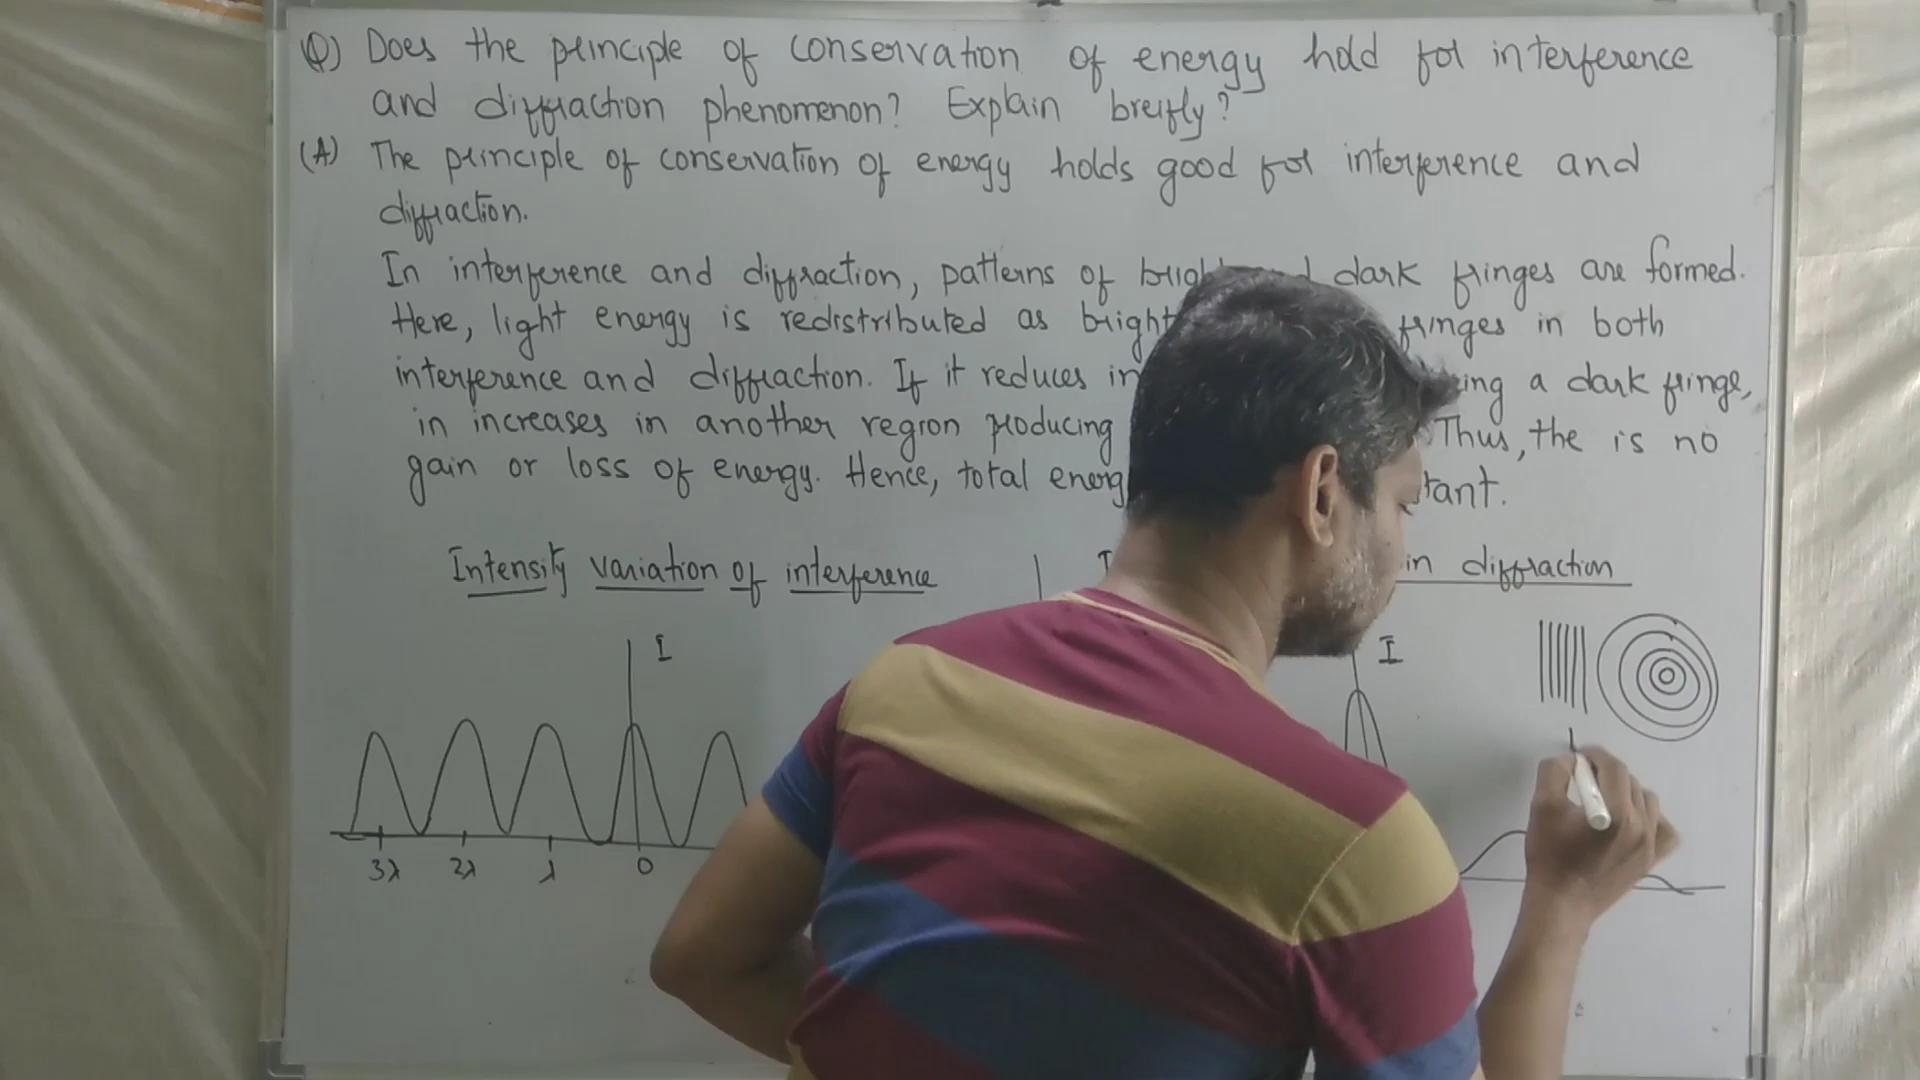 Q) Does the principle of conservation of energy hold for interference
and diffraction phenomenon? Explain breifly?
(A) The principle of conservation of energy holds good for interference and
diffraction.
In interference and diffraction, patterns of dark fringes are formed.
Here, light energy is redistributed as bright fringes in both
interference and diffraction. If it reduces in a dark fringe,
in increases in another region producing Thus, the is no
gain or loss of energy. Hence, total
Intensity variation of interference
in diffraction
I
I
3λ 2λ λ 0